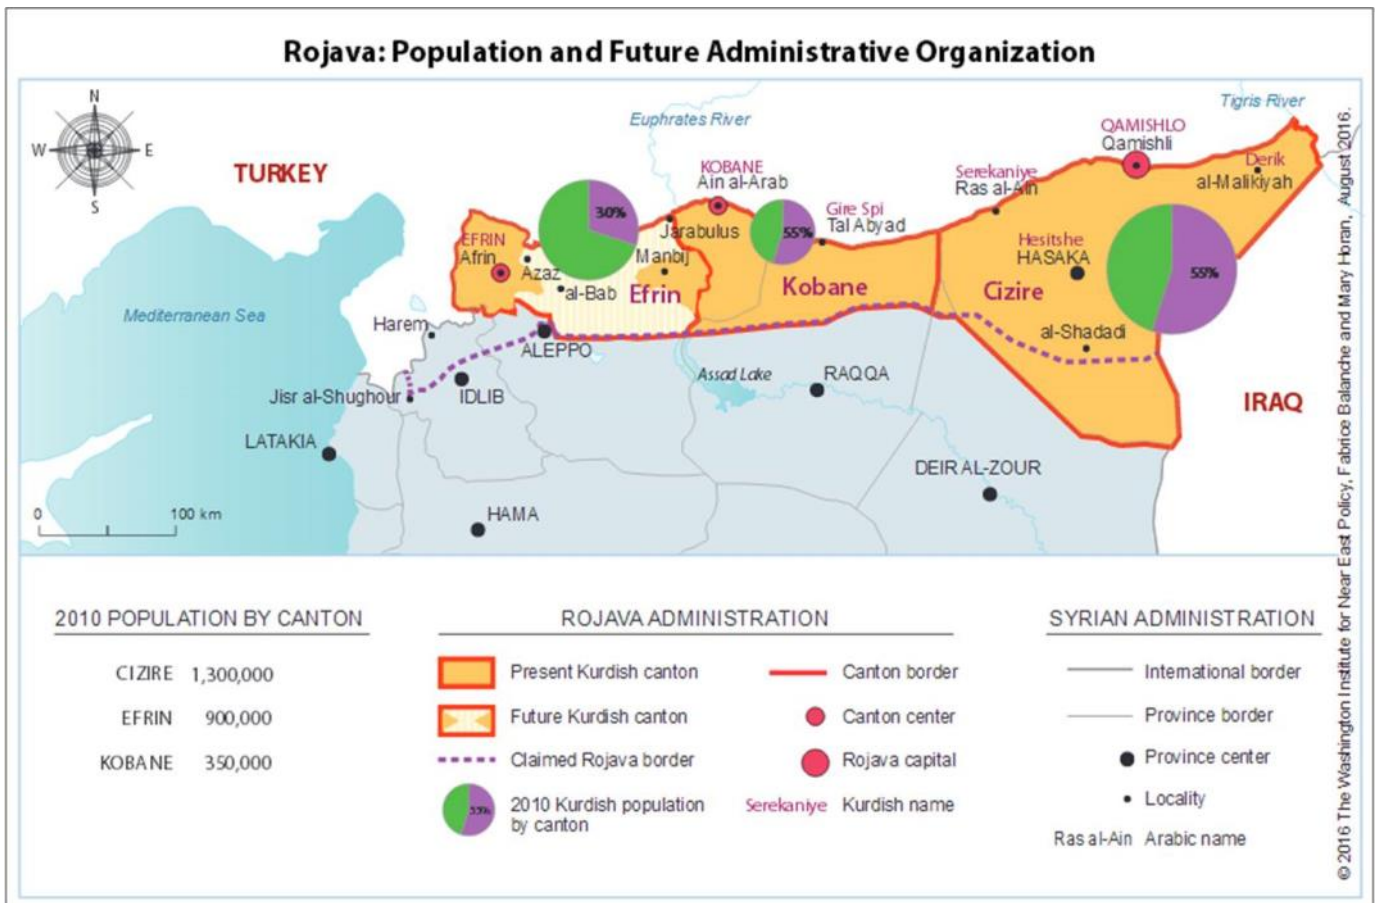 Rojava: Population and Future Administrative Organization
N
W
E
S
TURKEY
Euphrates River
Tigris River
QAMISHLO
Qamishli
KOBANE
Ain al-Arab
Serekaniye
Ras al-Ain
Derik
al-Malikiyah
30%
EFRIN
Afrin
Azaz
al-Bab
Jarabulus
Manbij
Efrin
55%
Gire Spi
Tal Abyad
Kobane
Hesitshe
HASAKA
Cizire
55%
al-Shadadi
Mediterranean Sea
Harem
ALEPPO
Jisr al-Shughour
IDLIB
Assad Lake
RAQQA
IRAQ
LATAKIA
DEIR AL-ZOUR
HAMA
0
100 km
© 2016 The Washington Institute for Near East Policy, Fabrice Balanche and Mary Horan, August 2016.
2010 POPULATION BY CANTON
CIZIRE 1,300,000
EFRIN 900,000
KOBANE 350,000
ROJAVA ADMINISTRATION
Present Kurdish canton
Future Kurdish canton
Claimed Rojava border
55%
2010 Kurdish population
by canton
Canton border
Canton center
Rojava capital
Serekaniye Kurdish name
SYRIAN ADMINISTRATION
International border
Province border
Province center
Locality
Ras al-Ain Arabic name